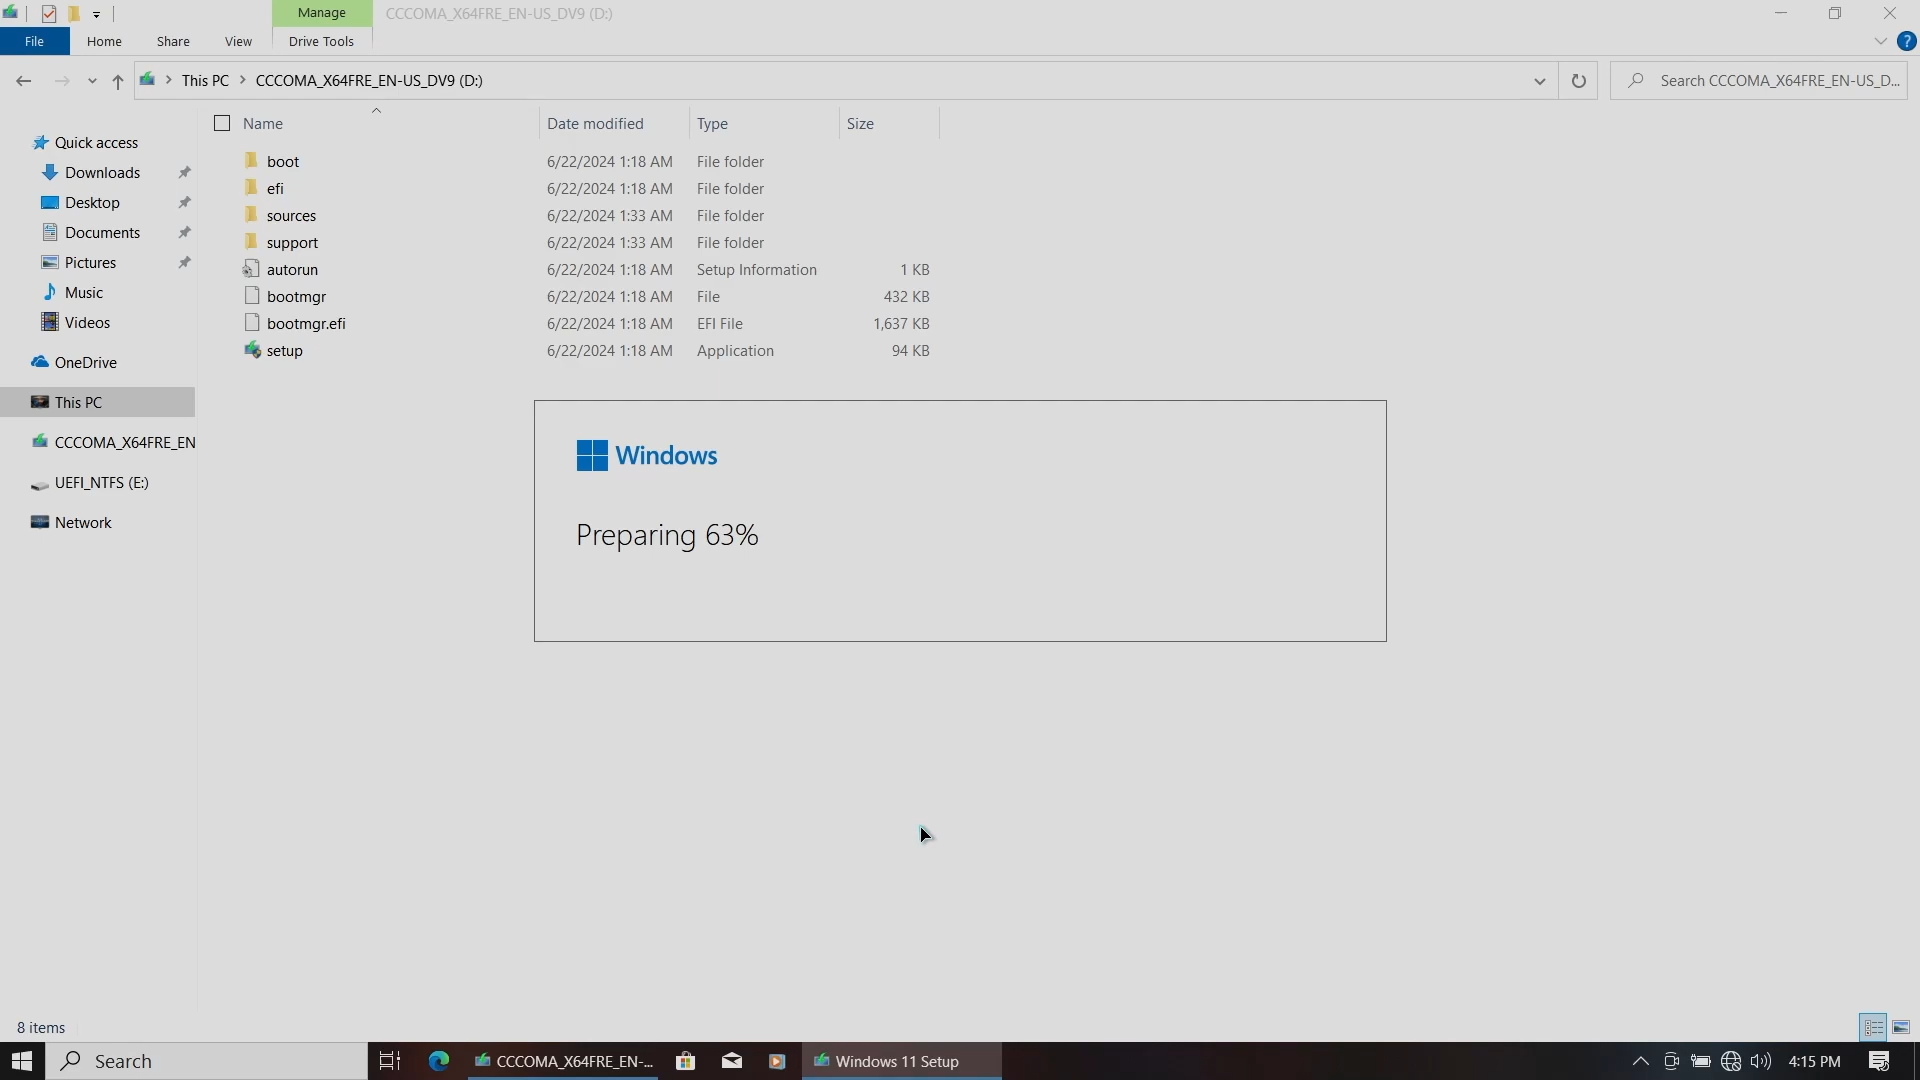 Manage
CCCOMA_X64FRE_EN-US_DV9 (D:)
File
Home
Share
View
Drive Tools
?
This PC
CCCOMA_X64FRE_EN-US_DV9 (D:)
Search CCCOMA_X64FRE_EN-US_D...
Name
Date modified
Type
Size
Quick access
Downloads
Desktop
Documents
Pictures
Music
Videos
OneDrive
This PC
CCCOMA_X64FRE_EN
UEFI_NTFS (E:)
Network
boot 6/22/2024 1:18 AM File folder
efi 6/22/2024 1:18 AM File folder
sources 6/22/2024 1:33 AM File folder
support 6/22/2024 1:33 AM File folder
autorun 6/22/2024 1:18 AM Setup Information 1 KB
bootmgr 6/22/2024 1:18 AM File 432 KB
bootmgr.efi 6/22/2024 1:18 AM EFI File 1,637 KB
setup 6/22/2024 1:18 AM Application 94 KB
Windows
Preparing 63%
8 items
Search
CCCOMA_X64FRE_EN-...
Windows 11 Setup
4:15 PM